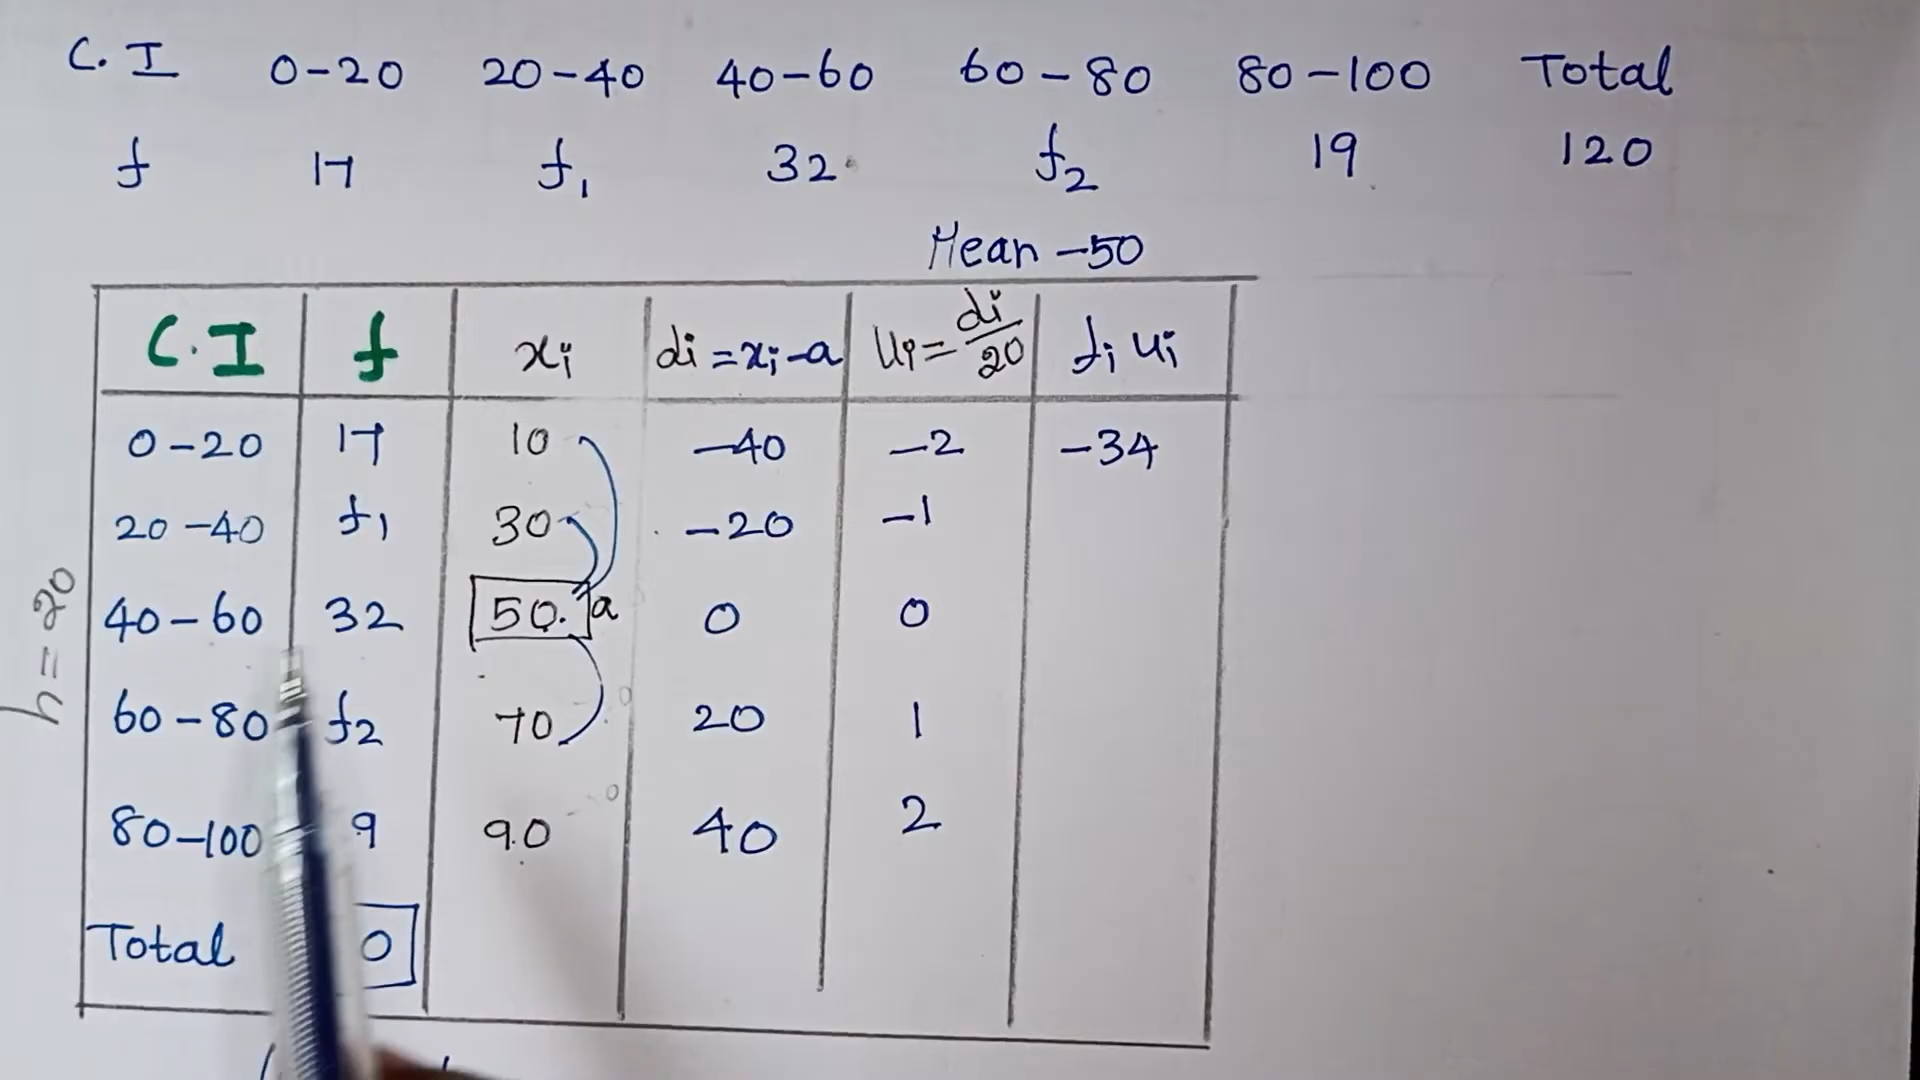 C.I 0-20 20-40 40-60 60-80 80-100 Total
f 17 f₁ 32 f₂ 19 120
Mean -50
C.I f xi di = xi-a ui = di/20 fi ui
0-20 17 10 -40 -2 -34
20-40 f₁ 30 -20 -1
40-60 32 50. a 0 0
60-80 f₂ 70 20 1
80-100 9 90 40 2
Total 0
h=20